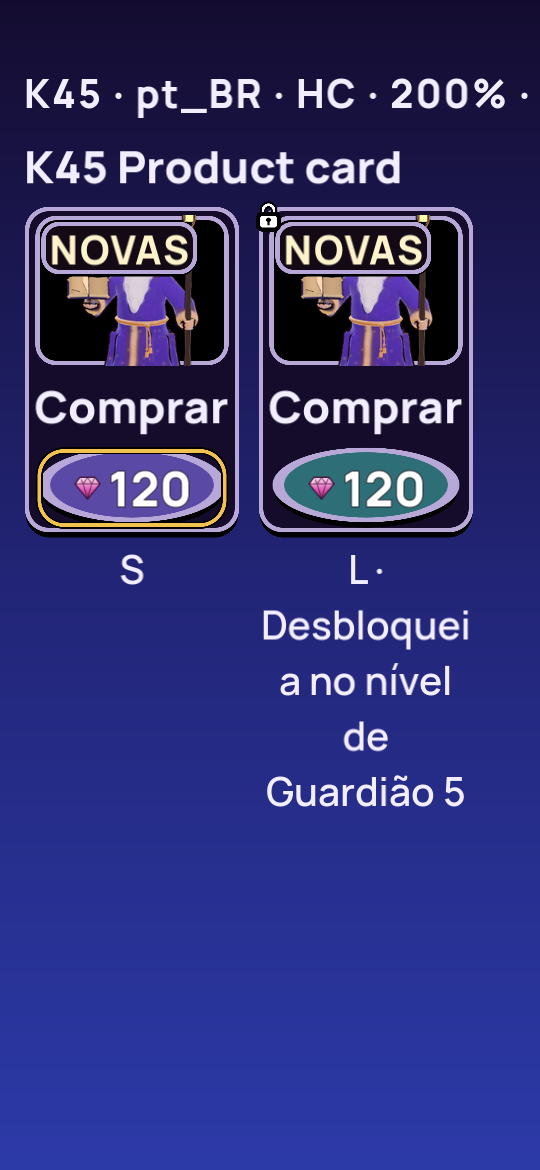 K45 · pt_BR · HC · 200% ·
K45 Product card
NOVAS
NOVAS
Comprar
Comprar
120
120
S
L ·
Desbloquei
a no nível
de
Guardião 5